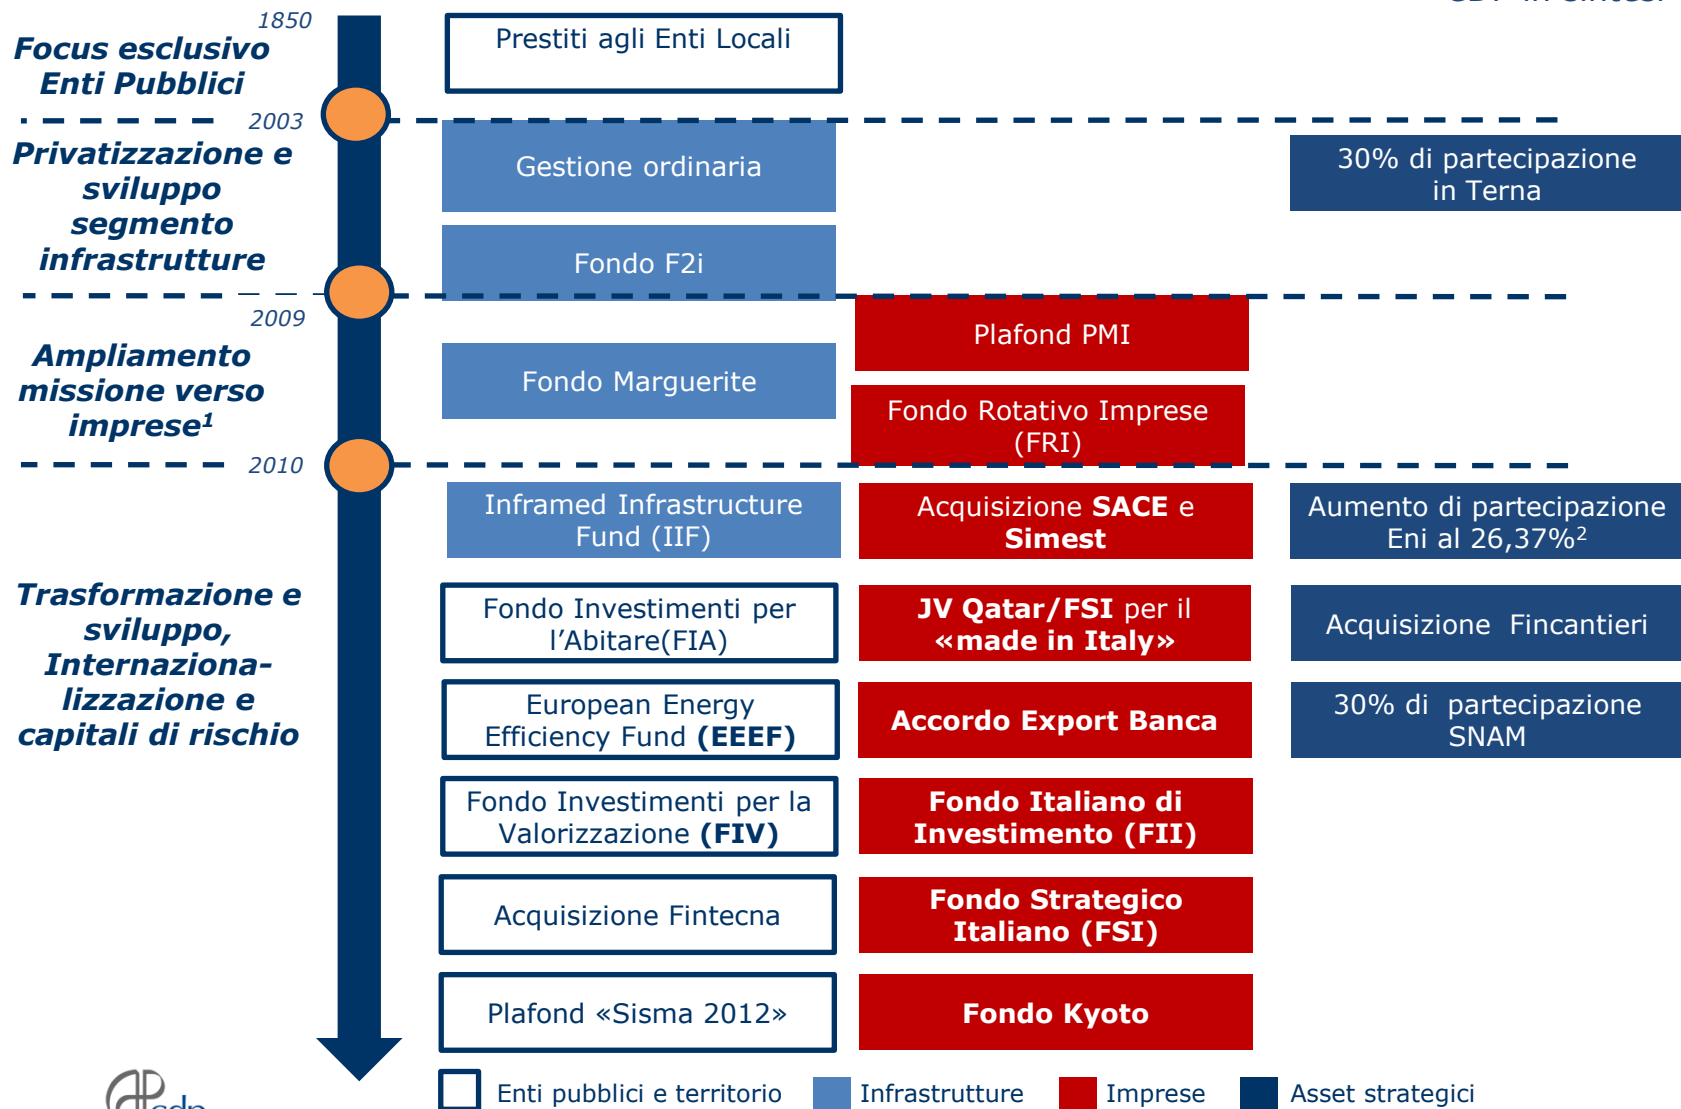 CDP in sintesi
1850
Focus esclusivo
Enti Pubblici
Prestiti agli Enti Locali
2003
Privatizzazione e
sviluppo
segmento
infrastrutture
Gestione ordinaria
30% di partecipazione
in Terna
Fondo F2i
2009
Ampliamento
missione verso
imprese¹
Plafond PMI
Fondo Marguerite
Fondo Rotativo Imprese
(FRI)
2010
Trasformazione e
sviluppo,
Internaziona-
lizzazione e
capitali di rischio
Inframed Infrastructure
Fund (IIF)
Acquisizione SACE e
Simest
Aumento di partecipazione
Eni al 26,37%²
Fondo Investimenti per
l’Abitare(FIA)
JV Qatar/FSI per il
«made in Italy»
Acquisizione Fincantieri
European Energy
Efficiency Fund (EEEF)
Accordo Export Banca
30% di partecipazione
SNAM
Fondo Investimenti per la
Valorizzazione (FIV)
Fondo Italiano di
Investimento (FII)
Acquisizione Fintecna
Fondo Strategico
Italiano (FSI)
Plafond «Sisma 2012»
Fondo Kyoto
cdp
Enti pubblici e territorio
Infrastrutture
Imprese
Asset strategici